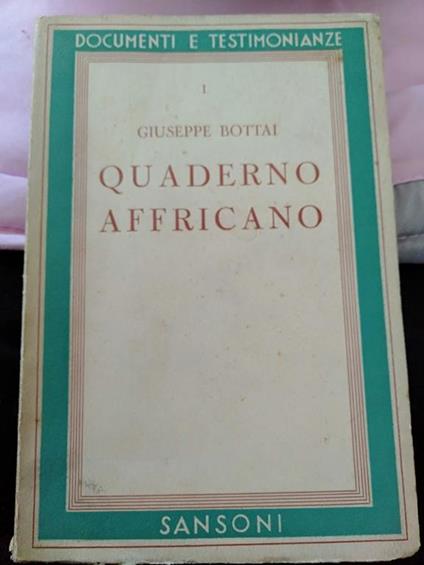 DOCUMENTI E TESTIMONIANZE
I
GIUSEPPE BOTTAI
QUADERNO
AFFRICANO
SANSONI